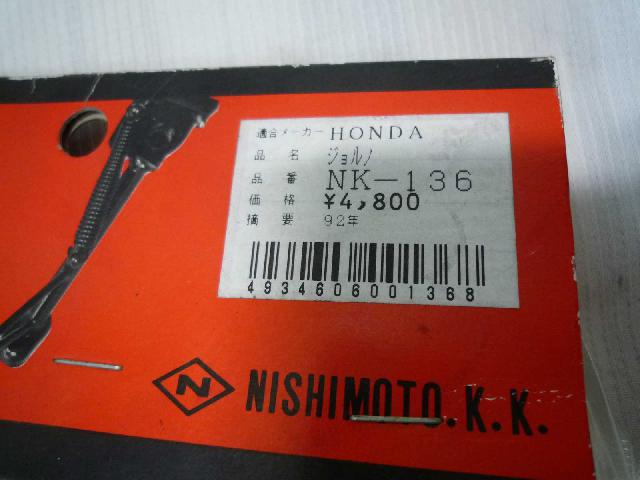 適合メーカー HONDA
品名 ジョルノ
品番 NK-136
価格 ¥4,800
摘要 92年
4934606001368
N NISHIMOTO.K.K.